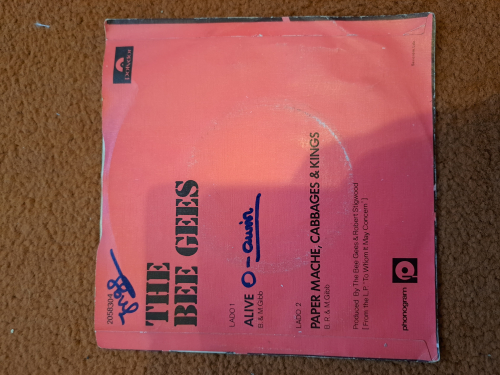 polydor
2058304
THE
BEE GEES
LADO 1
ALIVE
B. & M. Gibb
LADO 2
PAPER MACHE, CABBAGES & KINGS
B. R. & M. Gibb
Produced By The Bee Gees & Robert Stigwood
[ From the L.P. ¨To Whom It May Concern¨]
phonogram